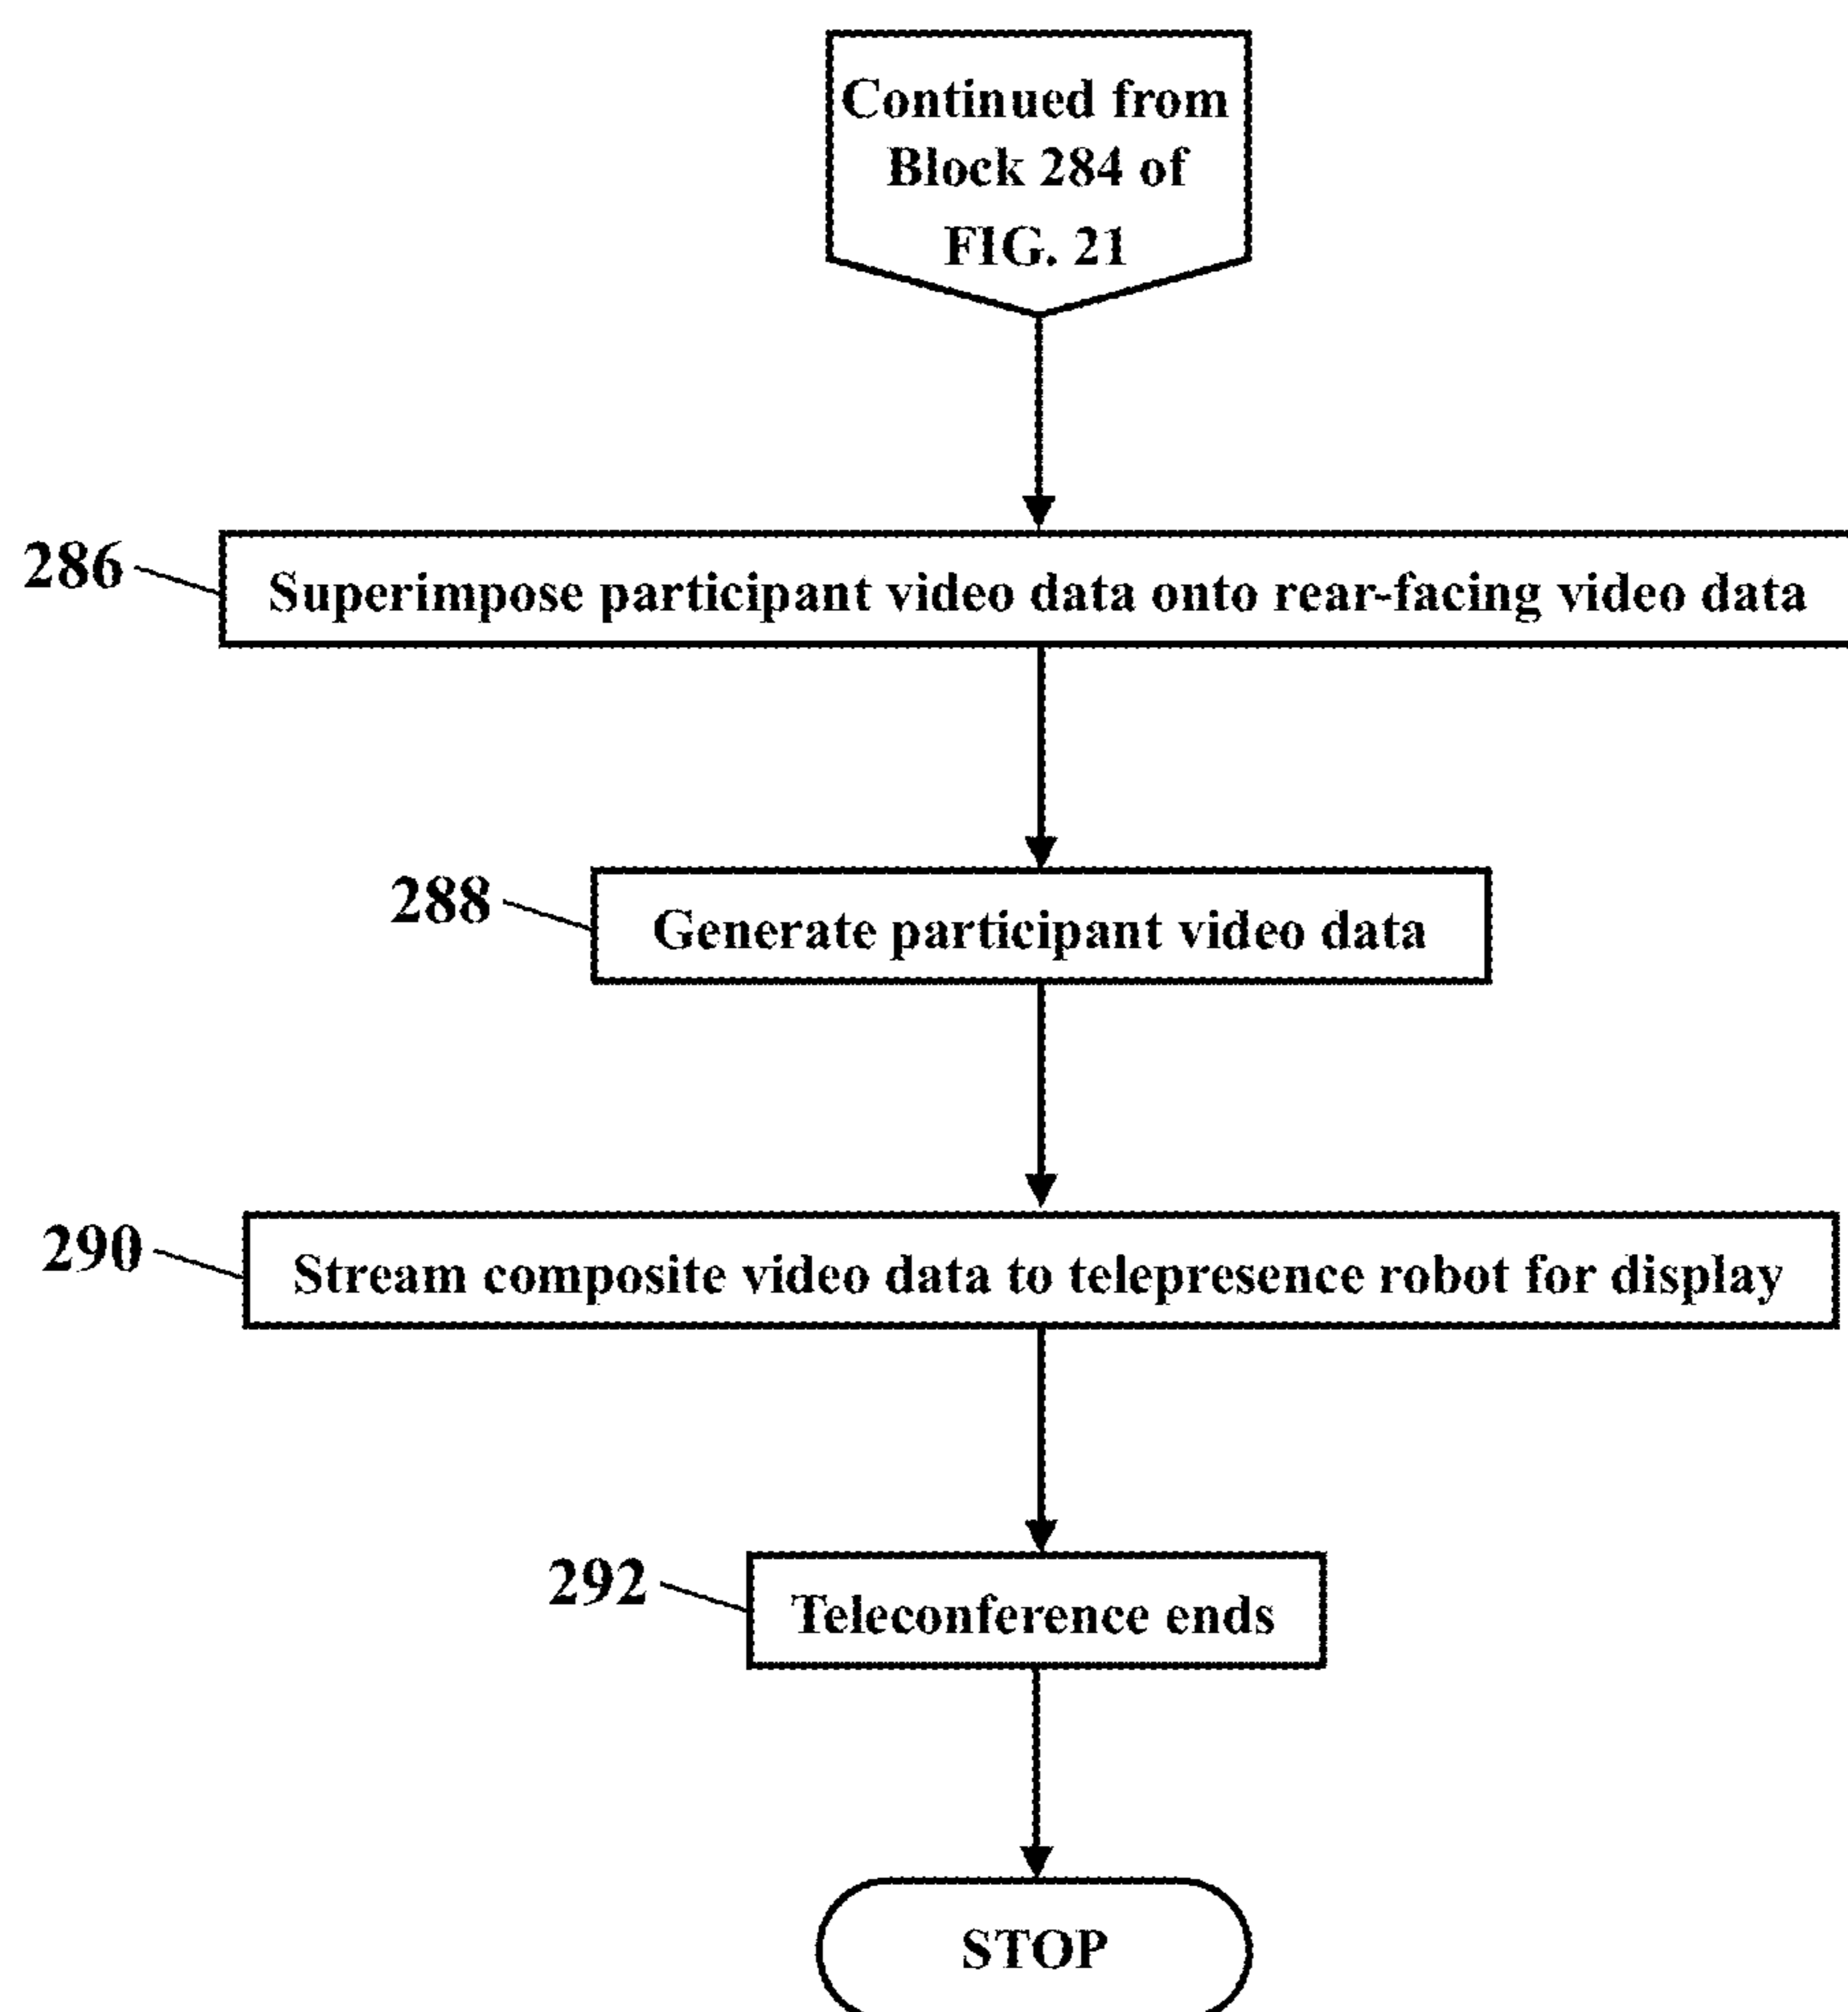 Continued from
Block 284 of
FIG. 21
286
Superimpose participant video data onto rear-facing video data
288
Generate participant video data
290
Stream composite video data to telepresence robot for display
292
Teleconference ends
STOP